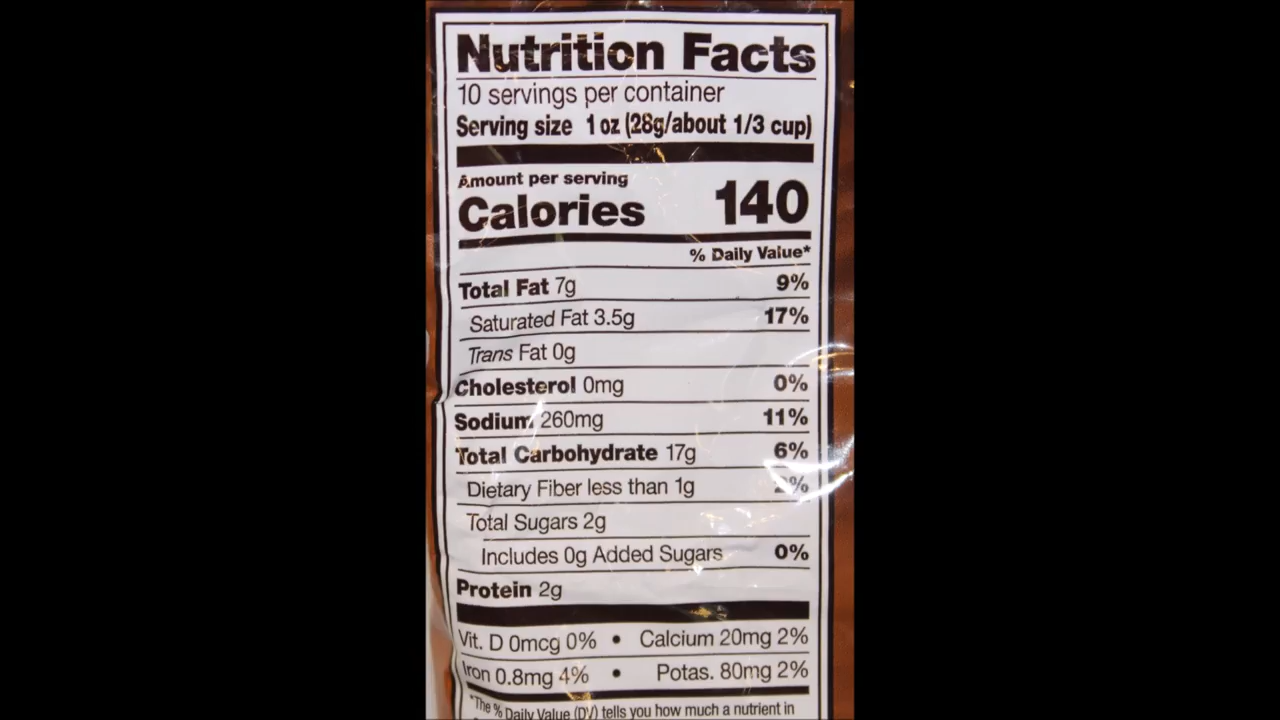 Nutrition Facts
10 servings per container
Serving size 1 oz (28g/about 1/3 cup)
Amount per serving
Calories 140
% Daily Value*
Total Fat 7g 9%
Saturated Fat 3.5g 17%
Trans Fat 0g
Cholesterol 0mg 0%
Sodium 260mg 11%
Total Carbohydrate 17g 6%
Dietary Fiber less than 1g 2%
Total Sugars 2g
Includes 0g Added Sugars 0%
Protein 2g
Vit. D 0mcg 0% • Calcium 20mg 2%
Iron 0.8mg 4% • Potas. 80mg 2%
*The % Daily Value (DV) tells you how much a nutrient in